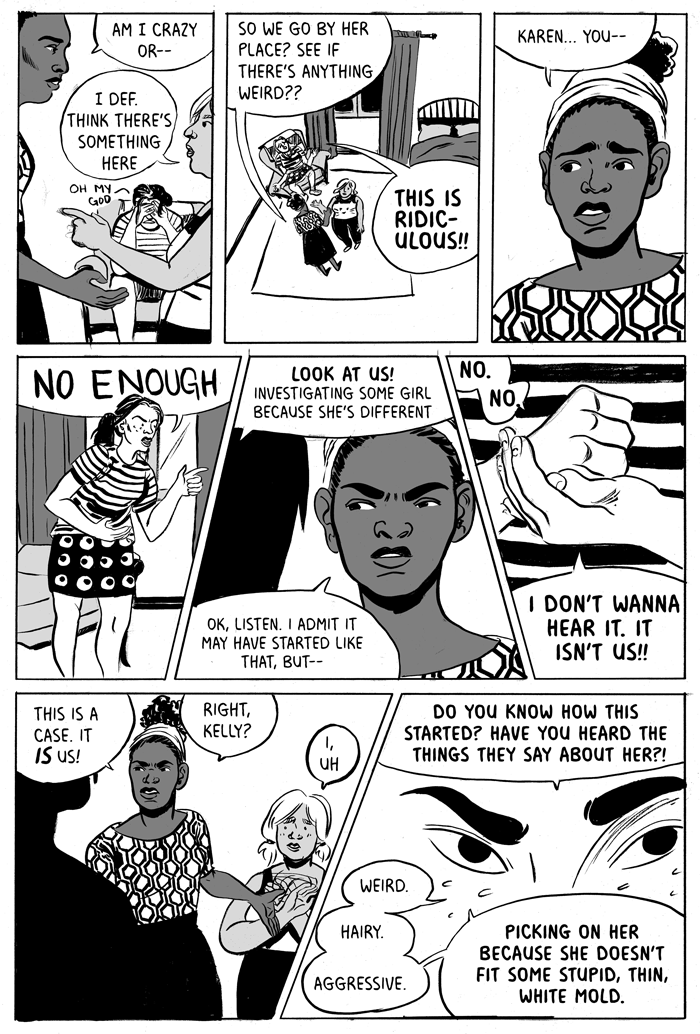 AM I CRAZY
OR--
I DEF.
THINK THERE'S
SOMETHING
HERE
OH MY
GOD
SO WE GO BY HER
PLACE? SEE IF
THERE'S ANYTHING
WEIRD??
THIS IS
RIDIC-
ULOUS!!
KAREN... YOU--
NO ENOUGH
LOOK AT US!
INVESTIGATING SOME GIRL
BECAUSE SHE'S DIFFERENT
OK, LISTEN. I ADMIT IT
MAY HAVE STARTED LIKE
THAT, BUT--
NO.
NO.
I DON'T WANNA
HEAR IT. IT
ISN'T US!!
THIS IS A
CASE. IT
IS US!
RIGHT,
KELLY?
I,
UH
DO YOU KNOW HOW THIS
STARTED? HAVE YOU HEARD THE
THINGS THEY SAY ABOUT HER?!
WEIRD.
HAIRY.
AGGRESSIVE.
PICKING ON HER
BECAUSE SHE DOESN'T
FIT SOME STUPID, THIN,
WHITE MOLD.